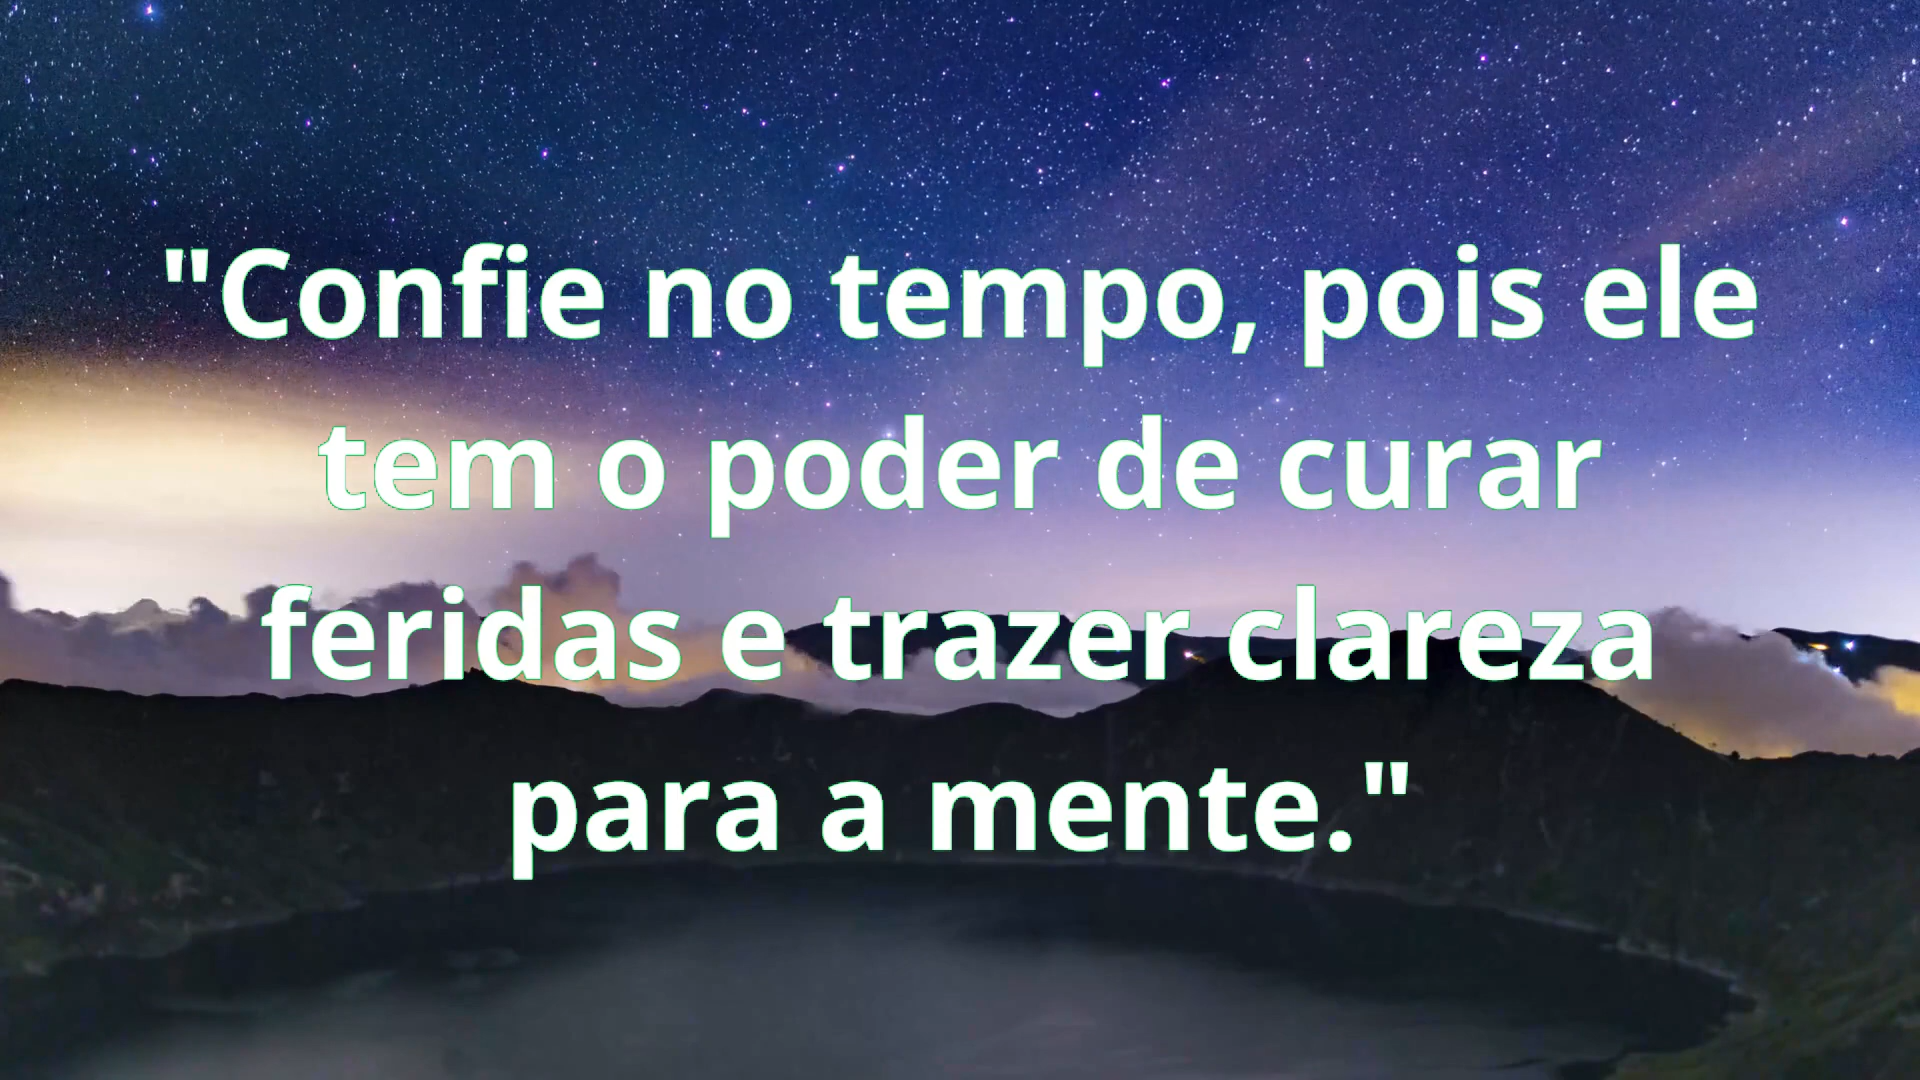 "Confie no tempo, pois ele
tem o poder de curar
feridas e trazer clareza
para a mente."